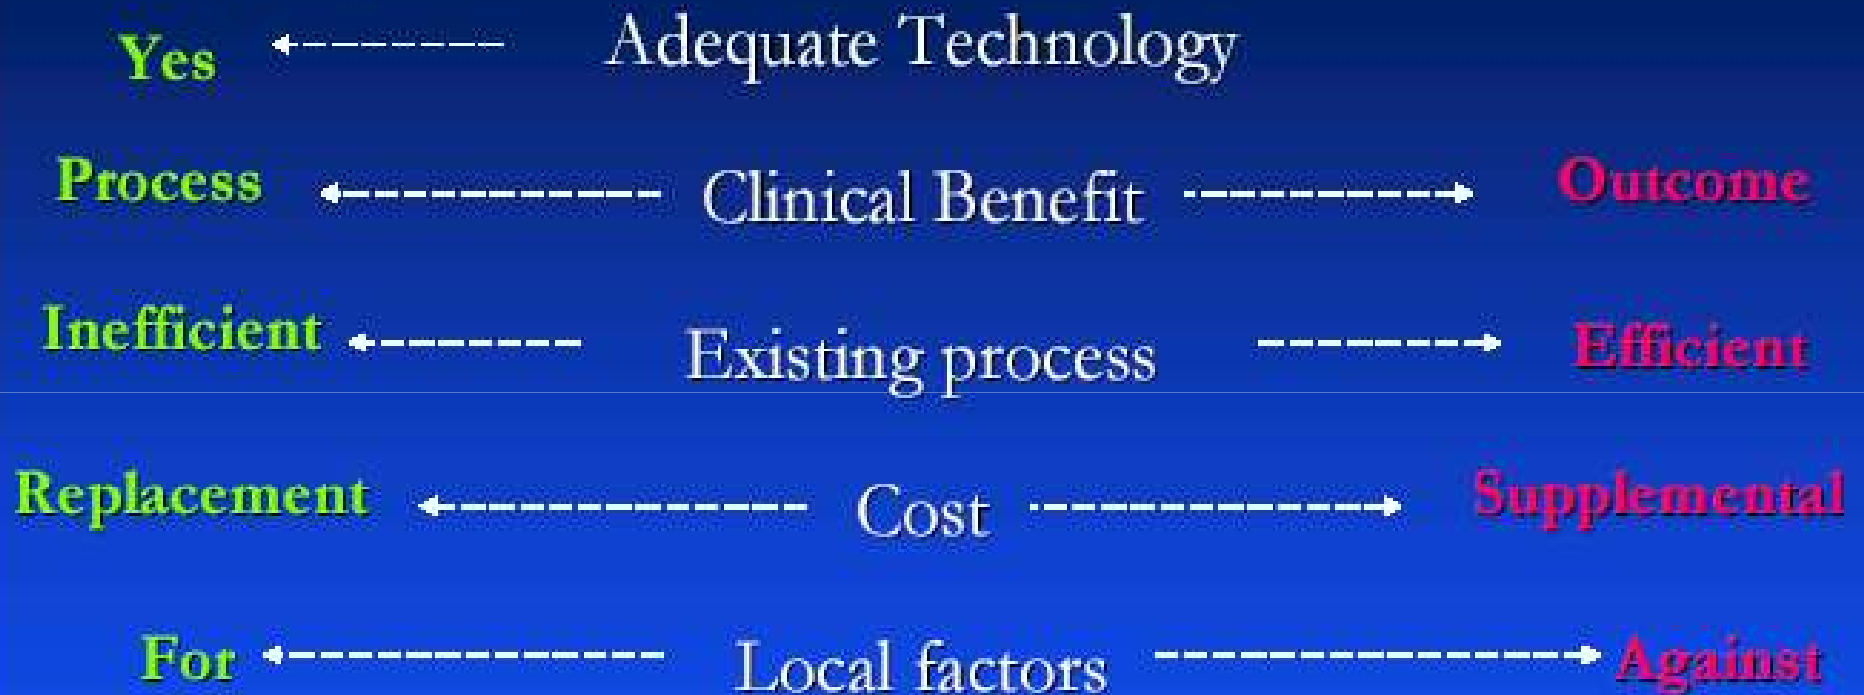 Yes Adequate Technology
Process Clinical Benefit Outcome
Inefficient Existing process Efficient
Replacement Cost Supplemental
For Local factors Against